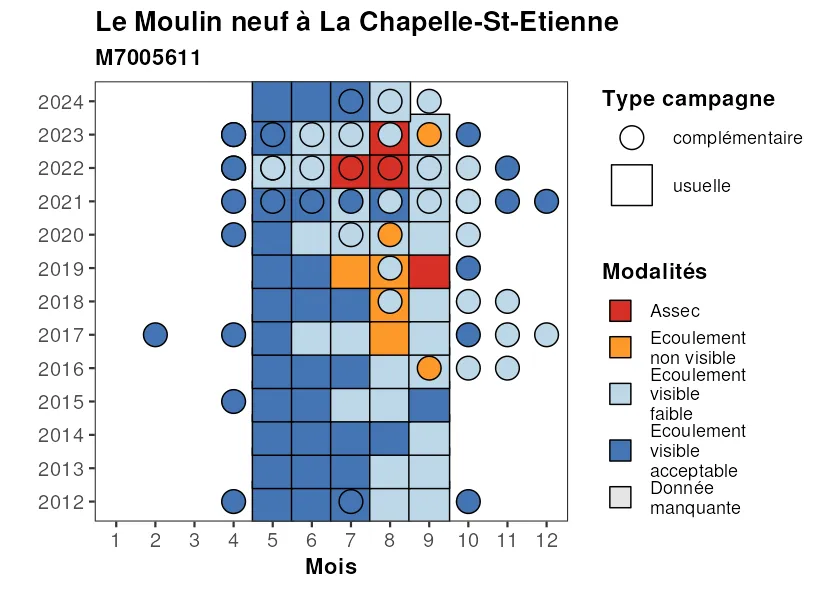 Le Moulin neuf à La Chapelle-St-Etienne
M7005611
2024
2023
2022
2021
2020
2019
2018
2017
2016
2015
2014
2013
2012
1 2 3 4 5 6 7 8 9 10 11 12
Mois
Type campagne
complémentaire
usuelle
Modalités
Assec
Ecoulement
non visible
Ecoulement
visible
faible
Ecoulement
visible
acceptable
Donnée
manquante